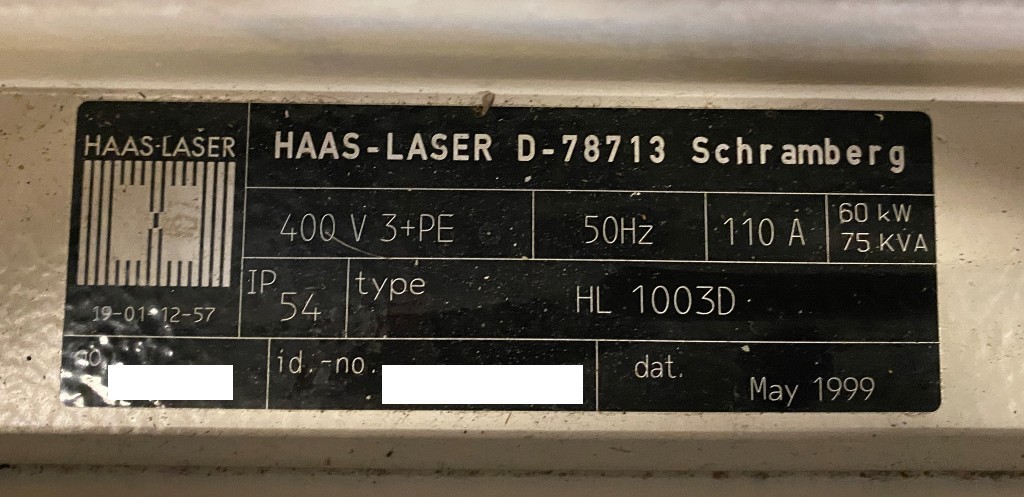 HAAS-LASER
HAAS-LASER D-78713 Schramberg
400 V 3+PE
50Hz
110 A
60 kW
75 KVA
19-01-12-57
IP
54
type
HL 1003D
no.
id.-no.
dat.
May 1999